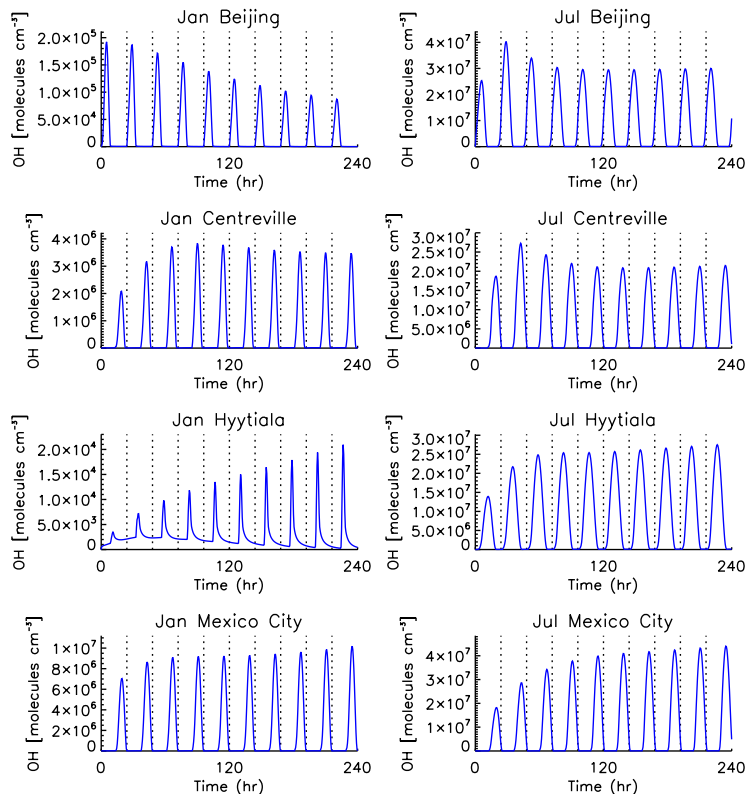 Jan Beijing
OH [molecules cm⁻³]
2.0×10⁵
1.5×10⁵
1.0×10⁵
5.0×10⁴
0
0 120 240
Time (hr)
Jul Beijing
OH [molecules cm⁻³]
4×10⁷
3×10⁷
2×10⁷
1×10⁷
0
0 120 240
Time (hr)
Jan Centreville
OH [molecules cm⁻³]
4×10⁶
3×10⁶
2×10⁶
1×10⁶
0
0 120 240
Time (hr)
Jul Centreville
OH [molecules cm⁻³]
3.0×10⁷
2.5×10⁷
2.0×10⁷
1.5×10⁷
1.0×10⁷
5.0×10⁶
0
0 120 240
Time (hr)
Jan Hyytiala
OH [molecules cm⁻³]
2.0×10⁴
1.5×10⁴
1.0×10⁴
5.0×10³
0
0 120 240
Time (hr)
Jul Hyytiala
OH [molecules cm⁻³]
3.0×10⁷
2.5×10⁷
2.0×10⁷
1.5×10⁷
1.0×10⁷
5.0×10⁶
0
0 120 240
Time (hr)
Jan Mexico City
OH [molecules cm⁻³]
1×10⁷
8×10⁶
6×10⁶
4×10⁶
2×10⁶
0
0 120 240
Time (hr)
Jul Mexico City
OH [molecules cm⁻³]
4×10⁷
3×10⁷
2×10⁷
1×10⁷
0
0 120 240
Time (hr)